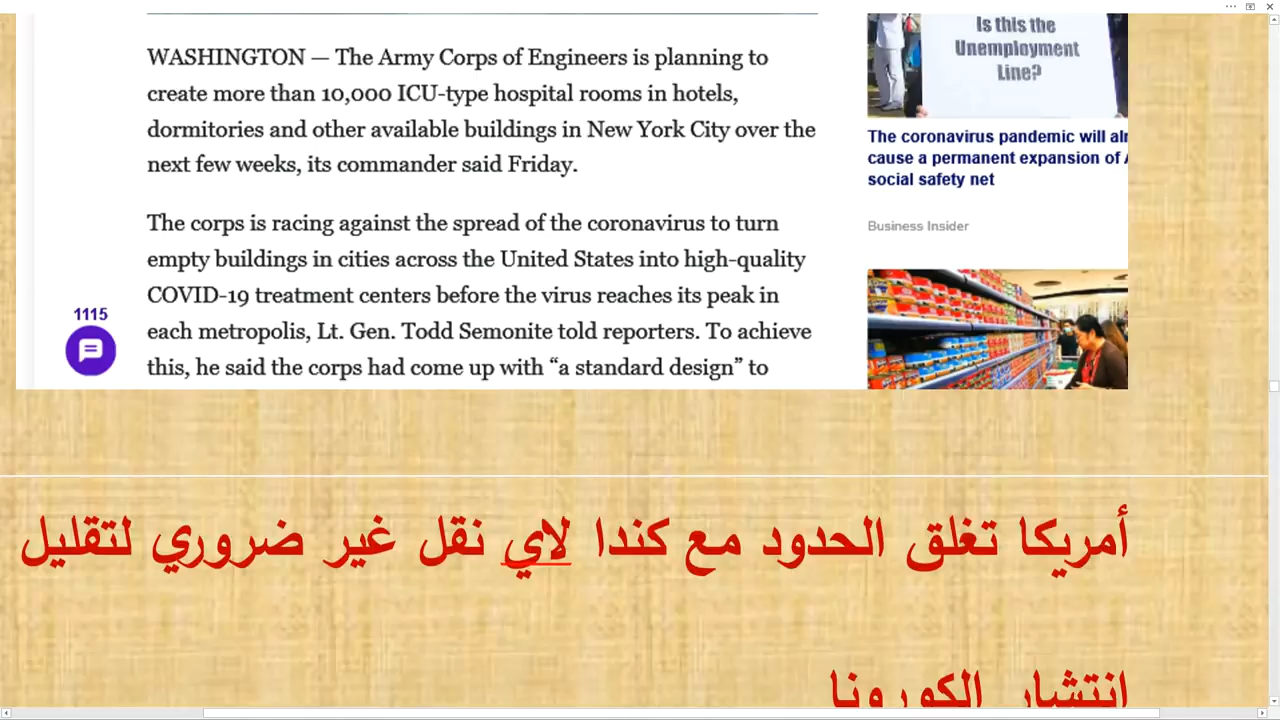 WASHINGTON — The Army Corps of Engineers is planning to
create more than 10,000 ICU-type hospital rooms in hotels,
dormitories and other available buildings in New York City over the
next few weeks, its commander said Friday.
The corps is racing against the spread of the coronavirus to turn
empty buildings in cities across the United States into high-quality
COVID-19 treatment centers before the virus reaches its peak in
each metropolis, Lt. Gen. Todd Semonite told reporters. To achieve
this, he said the corps had come up with “a standard design” to
1115
Is this the
Unemployment
Line?
The coronavirus pandemic will
cause a permanent expansion of
social safety net
Business Insider
أمريكا تغلق الحدود مع كندا لاي نقل غير ضروري لتقليل
انتشار الكورونا